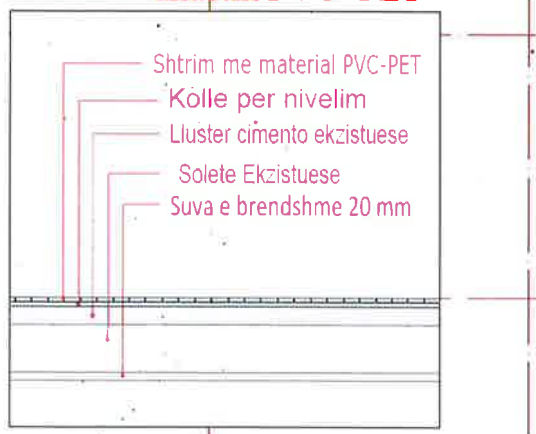 Shtrim me material PVC-PET
Kolle per nivelim
Lluster cimento ekzistuese
Solete Ekzistuese
Suva e brendshme 20 mm